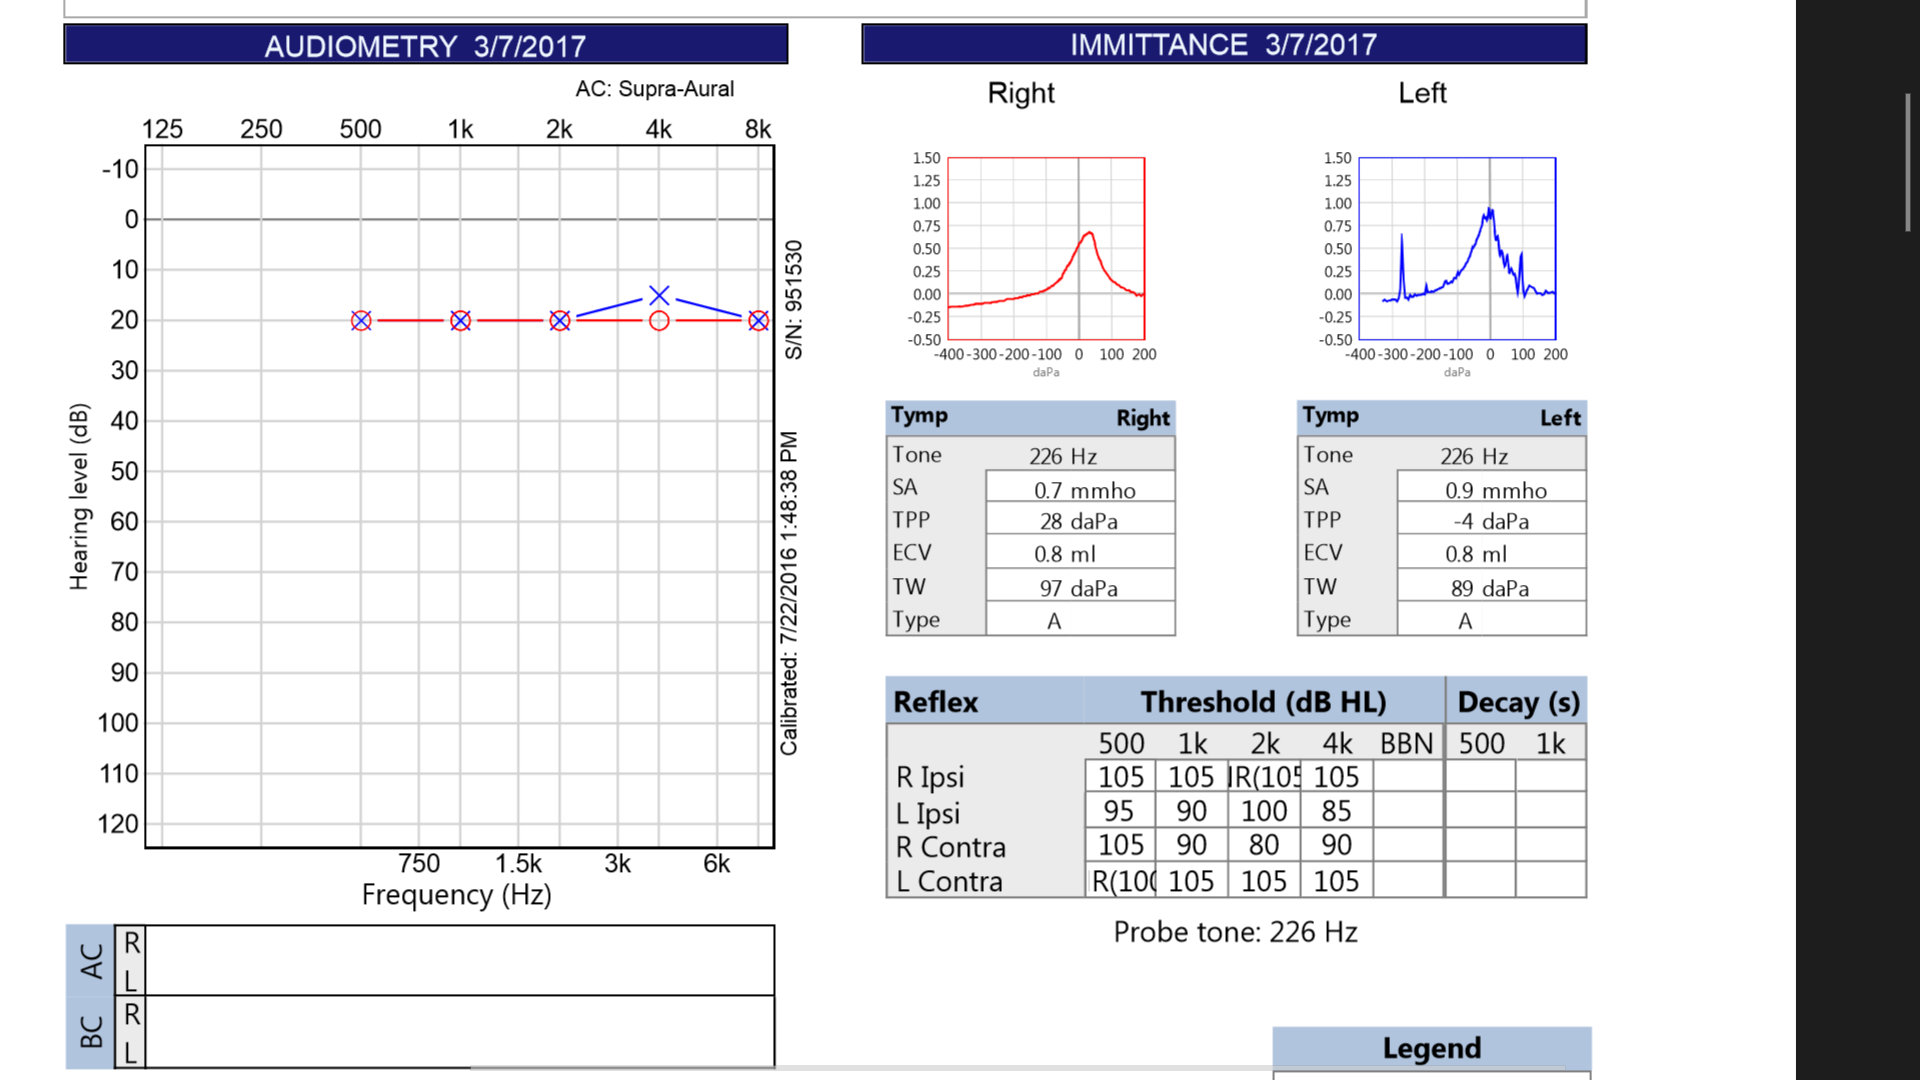 AUDIOMETRY 3/7/2017
AC: Supra-Aural
125 250 500 1k 2k 4k 8k
-10
0
10
20
30
40
50
60
70
80
90
100
110
120
Hearing level (dB)
750 1.5k 3k 6k
Frequency (Hz)
Calibrated: 7/22/2016 1:48:38 PM S/N: 951530
AC R
L
BC R
L
IMMITTANCE 3/7/2017
Right
1.50
1.25
1.00
0.75
0.50
0.25
0.00
-0.25
-0.50
-400 -300 -200 -100 0 100 200
daPa
Left
1.50
1.25
1.00
0.75
0.50
0.25
0.00
-0.25
-0.50
-400 -300 -200 -100 0 100 200
daPa
Tymp Right
Tone 226 Hz
SA 0.7 mmho
TPP 28 daPa
ECV 0.8 ml
TW 97 daPa
Type A
Tymp Left
Tone 226 Hz
SA 0.9 mmho
TPP -4 daPa
ECV 0.8 ml
TW 89 daPa
Type A
Reflex Threshold (dB HL) Decay (s)
500 1k 2k 4k BBN 500 1k
R Ipsi 105 105 IR(105 105
L Ipsi 95 90 100 85
R Contra 105 90 80 90
L Contra R(100 105 105 105
Probe tone: 226 Hz
Legend